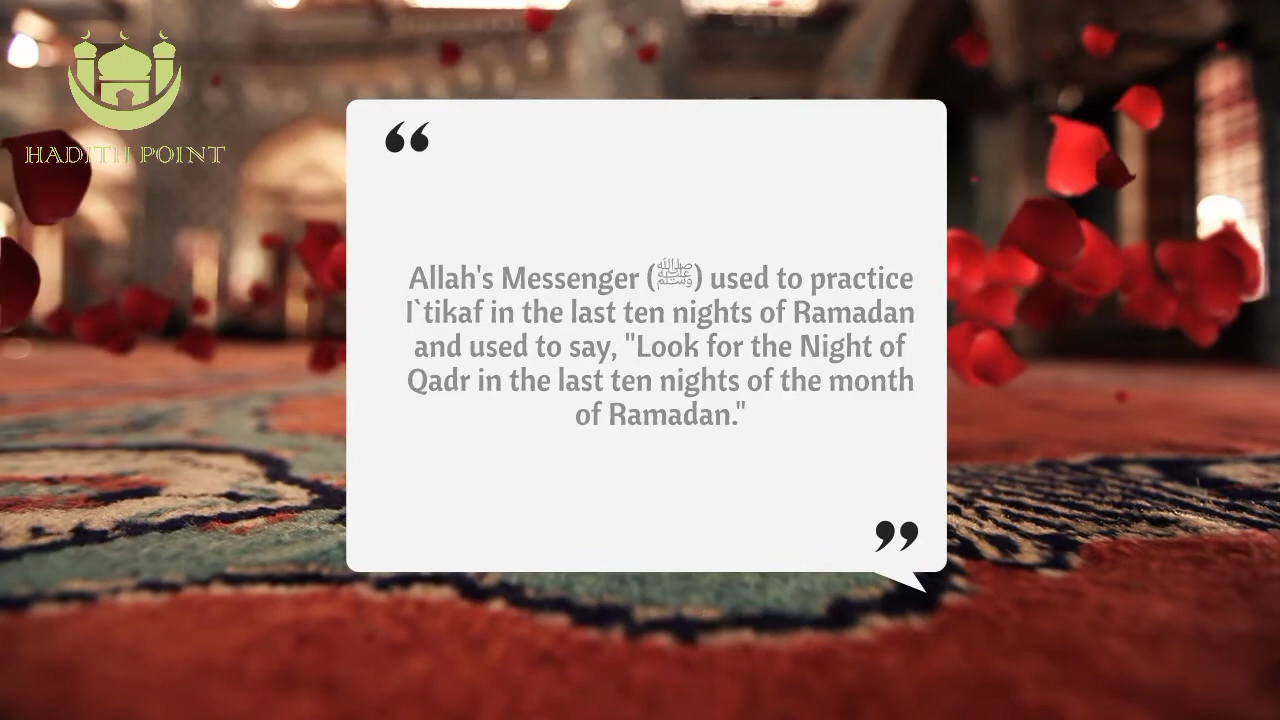 HADITH POINT
“
Allah's Messenger (ﷺ) used to practice
I`tikaf in the last ten nights of Ramadan
and used to say, "Look for the Night of
Qadr in the last ten nights of the month
of Ramadan."
”